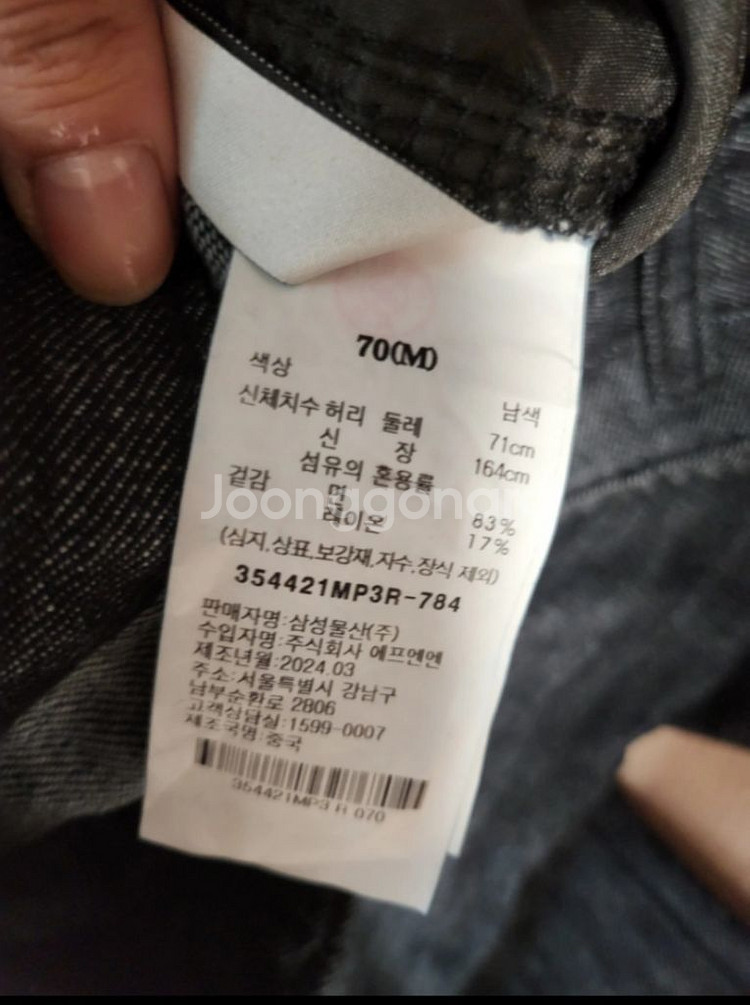 70(M)
색상 남색
신체치수 허리 둘레 71cm
신 장 164cm
섬유의 혼용률
겉감 면 83%
레이온 17%
(심지,상표,보강재,자수,장식 제외)
354421MP3R-784
판매자명:삼성물산(주)
수입자명:주식회사 에프엔엔
제조년월:2024.03
주소:서울특별시 강남구
남부순환로 2806
고객상담실:1599-0007
제조국명:중국
354421MP3 R 070
Joonggonara